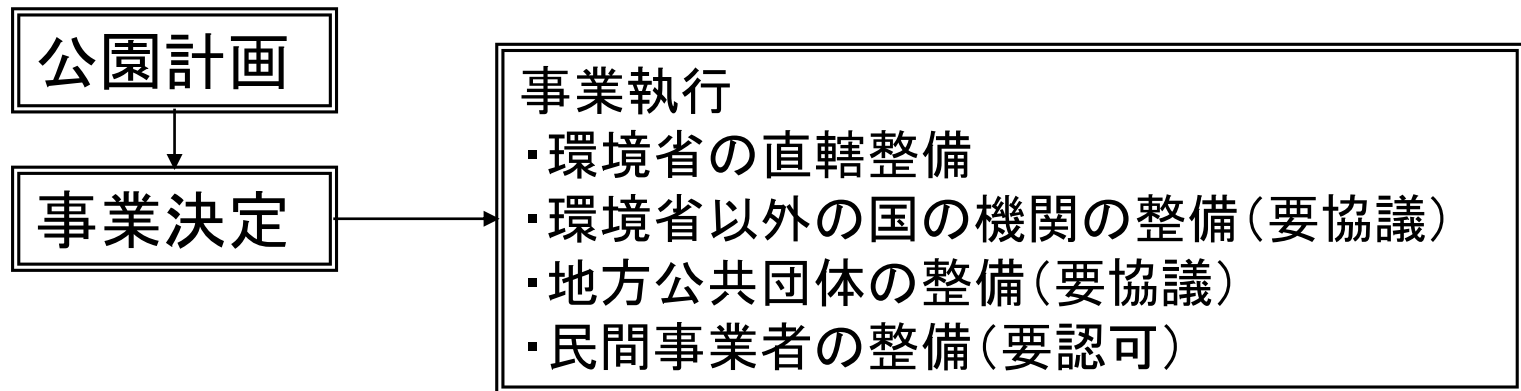 公園計画
事業決定
事業執行
・環境省の直轄整備
・環境省以外の国の機関の整備（要協議）
・地方公共団体の整備（要協議）
・民間事業者の整備（要認可）